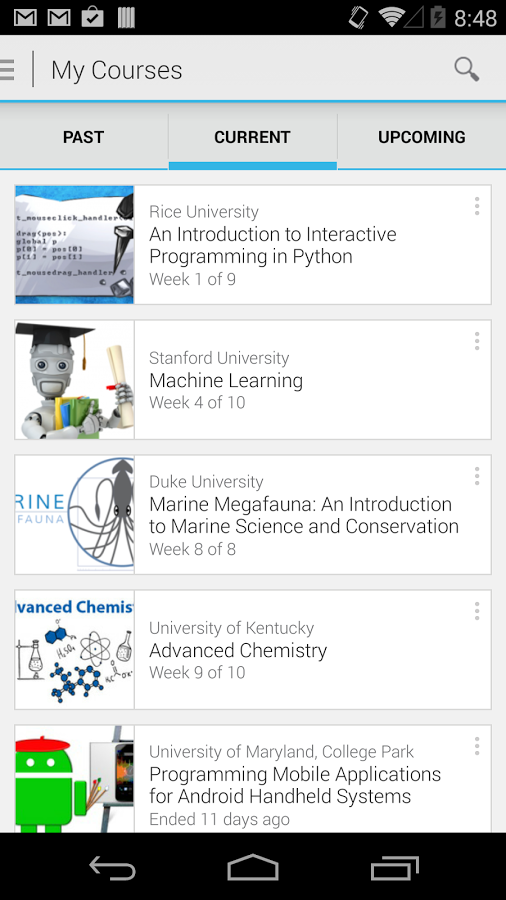 8:48
My Courses
PAST
CURRENT
UPCOMING
t_mouseclick_handler(
drag(pos):
global p
p[0] = pos[0]
p[1] = pos[1]
t_mousedrag_handler
Rice University
An Introduction to Interactive
Programming in Python
Week 1 of 9
Stanford University
Machine Learning
Week 4 of 10
RINE
FAUNA
Duke University
Marine Megafauna: An Introduction
to Marine Science and Conservation
Week 8 of 8
vanced Chemis
H₂SO₄
University of Kentucky
Advanced Chemistry
Week 9 of 10
University of Maryland, College Park
Programming Mobile Applications
for Android Handheld Systems
Ended 11 days ago